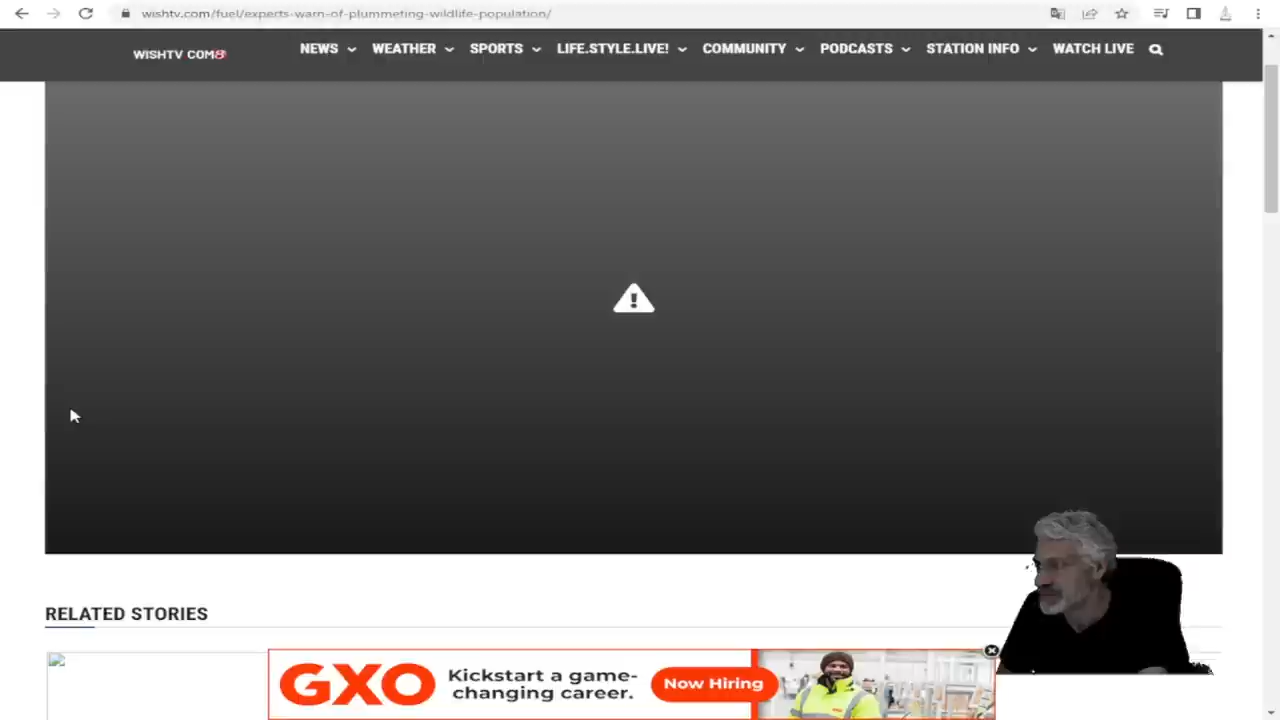 wishtv.com/fuel/experts-warn-of-plummeting-wildlife-population/
WISHTV COM8
NEWS WEATHER SPORTS LIFE.STYLE.LIVE! COMMUNITY PODCASTS STATION INFO WATCH LIVE
RELATED STORIES
GXO
Kickstart a game-
changing career.
Now Hiring